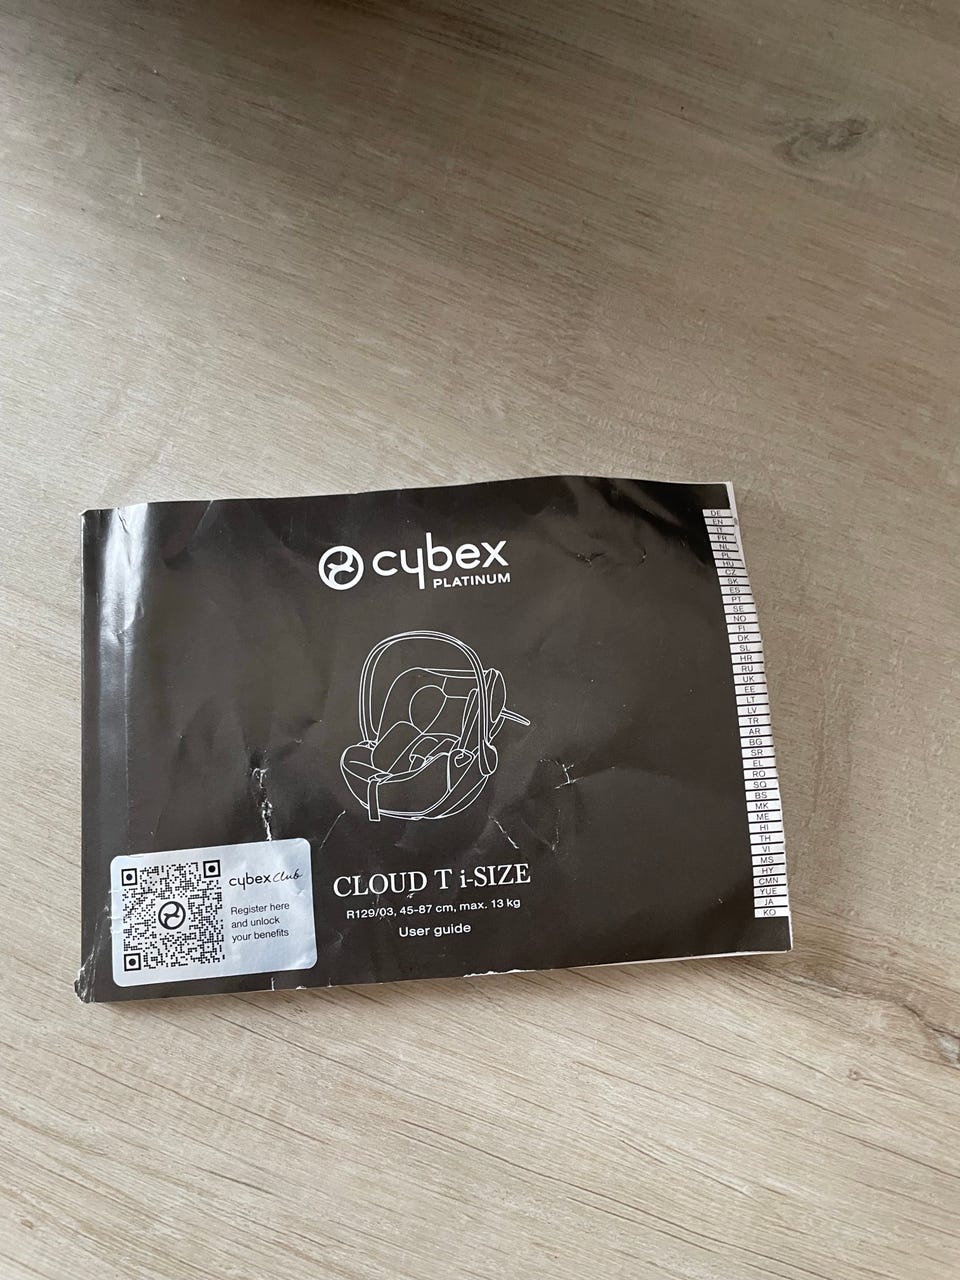 cybex
PLATINUM
cybex Club
Register here
and unlock
your benefits
CLOUD T i-SIZE
R129/03, 45-87 cm, max. 13 kg
User guide
DE
EN
IT
FR
NL
PL
HU
CZ
SK
ES
PT
SE
NO
FI
DK
SL
HR
RU
UK
EE
LT
LV
TR
AR
BG
SR
EL
RO
SQ
BS
MK
ME
HI
TH
VI
MS
HY
CMN
YUE
JA
KO